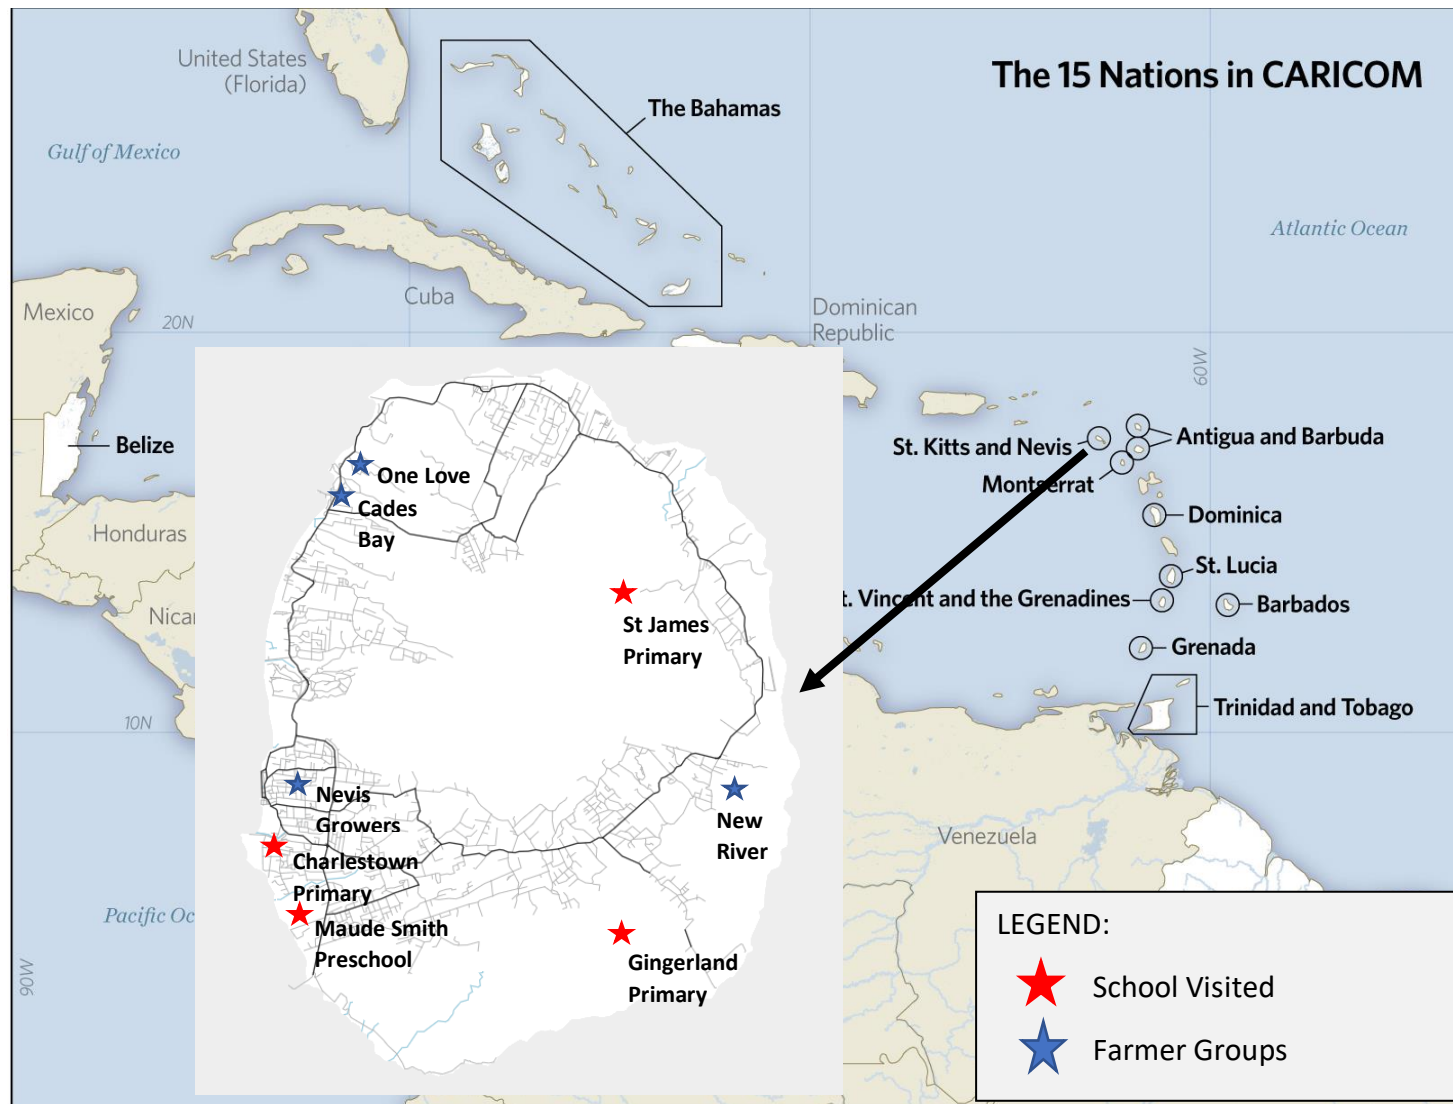 The 15 Nations in CARICOM
United States
(Florida)
The Bahamas
Gulf of Mexico
Atlantic Ocean
Mexico
Cuba
20N
Dominican
Republic
60W
Belize
St. Kitts and Nevis
Antigua and Barbuda
Montserrat
Honduras
Dominica
St. Lucia
t. Vincent and the Grenadines
Barbados
Nicar
Grenada
Trinidad and Tobago
10N
Venezuela
Pacific Oc
90W
One Love
Cades
Bay
St James
Primary
Nevis
Growers
New
River
Charlestown
Primary
Maude Smith
Preschool
Gingerland
Primary
LEGEND:
School Visited
Farmer Groups